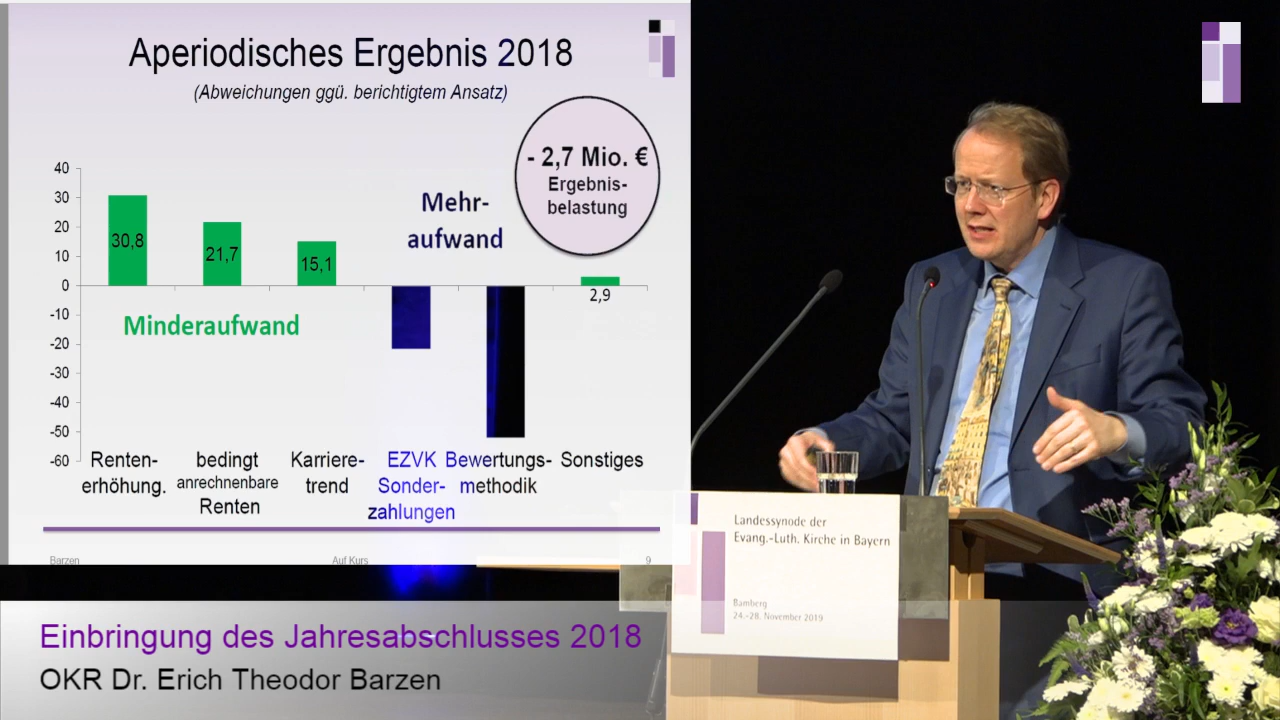 Aperiodisches Ergebnis 2018
(Abweichungen ggü. berichtigtem Ansatz)
- 2,7 Mio. €
Ergebnis-
belastung
Mehr-
aufwand
Minderaufwand
40
30
20
10
0
-10
-20
-30
-40
-50
-60
30,8
21,7
15,1
2,9
Renten-
erhöhung.
bedingt
anrechnenbare
Renten
Karriere-
trend
EZVK
Sonder-
zahlungen
Bewertungs-
methodik
Sonstiges
Barzen
Auf Kurs
9
Landessynode der
Evang.-Luth. Kirche in Bayern
Bamberg
24.-28. November 2019
Einbringung des Jahresabschlusses 2018
OKR Dr. Erich Theodor Barzen